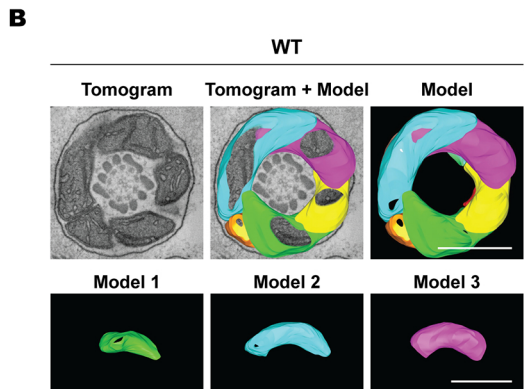 B
WT
Tomogram
Tomogram + Model
Model
Model 1
Model 2
Model 3